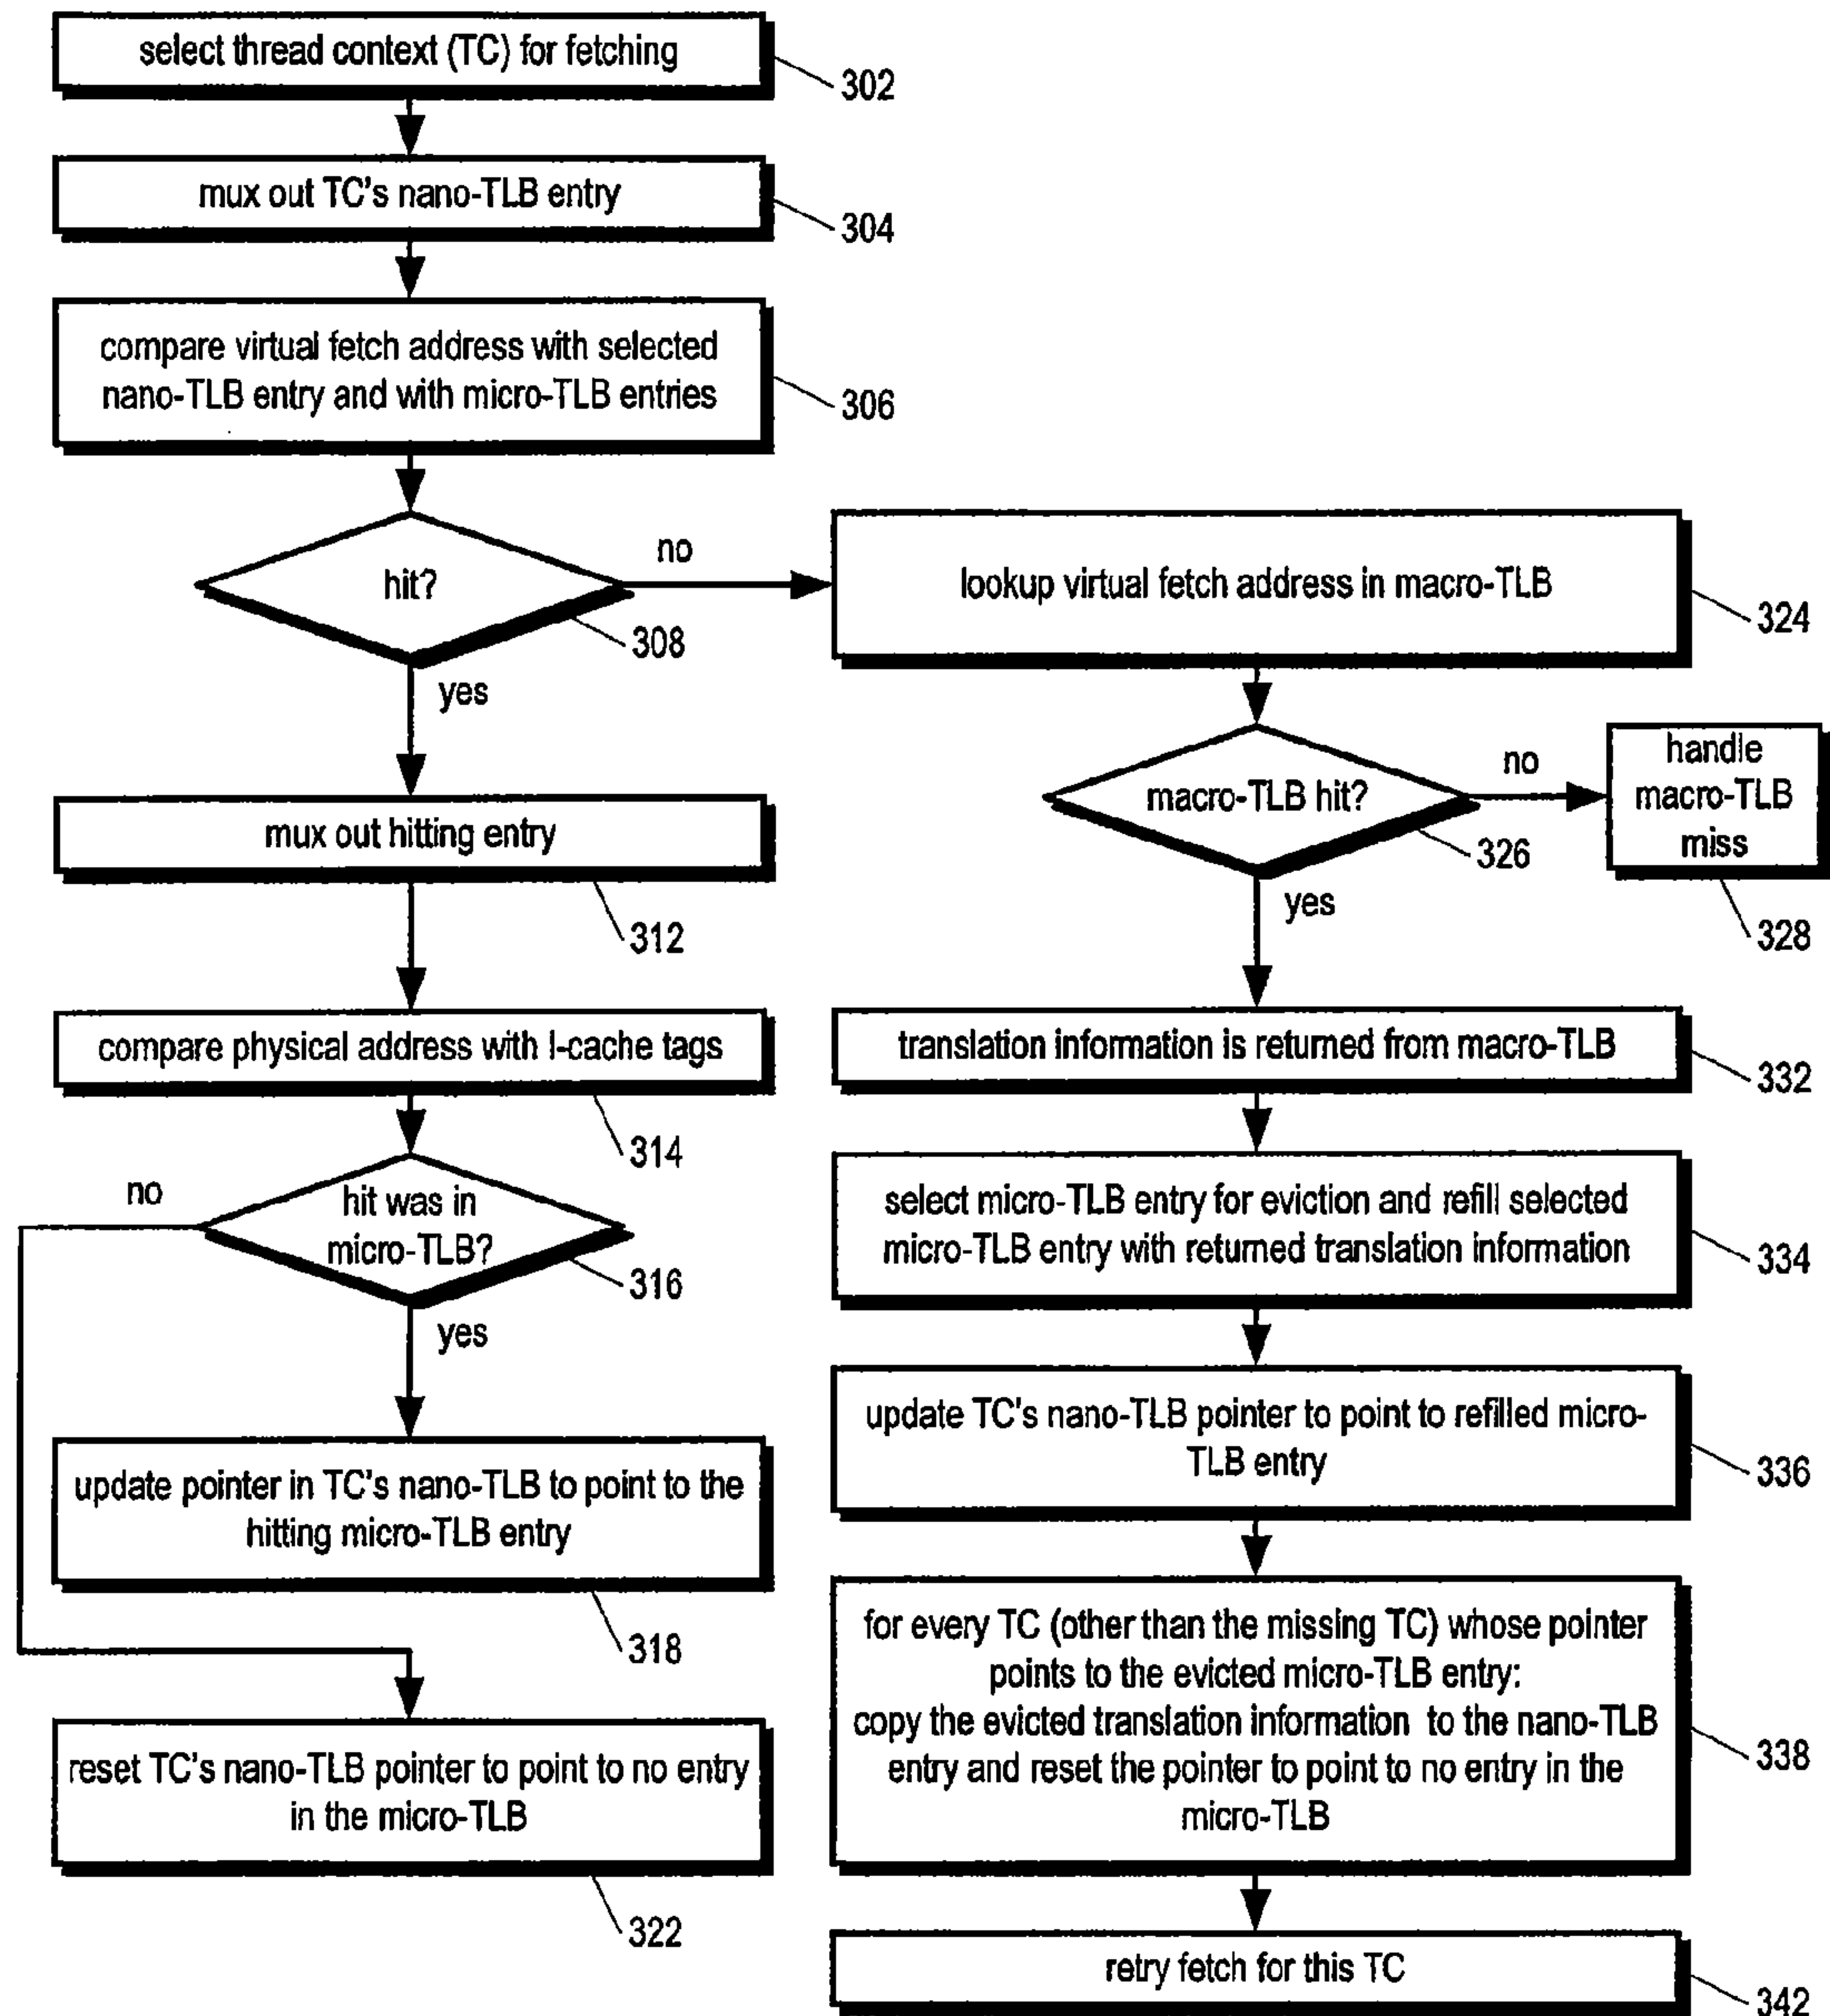 select thread context (TC) for fetching
302
mux out TC's nano-TLB entry
304
compare virtual fetch address with selected
nano-TLB entry and with micro-TLB entries
306
hit?
308
no
yes
lookup virtual fetch address in macro-TLB
324
macro-TLB hit?
326
no
yes
handle
macro-TLB
miss
328
mux out hitting entry
312
compare physical address with I-cache tags
314
hit was in
micro-TLB?
316
no
yes
update pointer in TC's nano-TLB to point to the
hitting micro-TLB entry
318
reset TC's nano-TLB pointer to point to no entry
in the micro-TLB
322
translation information is returned from macro-TLB
332
select micro-TLB entry for eviction and refill selected
micro-TLB entry with returned translation information
334
update TC's nano-TLB pointer to point to refilled micro-
TLB entry
336
for every TC (other than the missing TC) whose pointer
points to the evicted micro-TLB entry:
copy the evicted translation information to the nano-TLB
entry and reset the pointer to point to no entry in the
micro-TLB
338
retry fetch for this TC
342